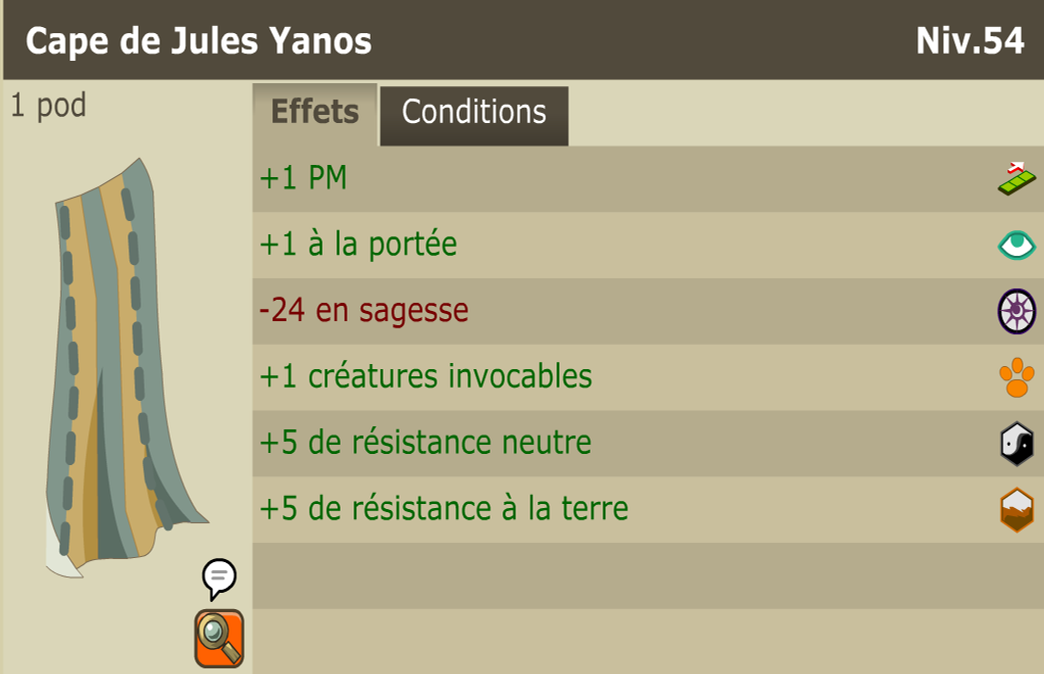 Cape de Jules Yanos
Niv.54
1 pod
Effets
Conditions
+1 PM
+1 à la portée
-24 en sagesse
+1 créatures invocables
+5 de résistance neutre
+5 de résistance à la terre